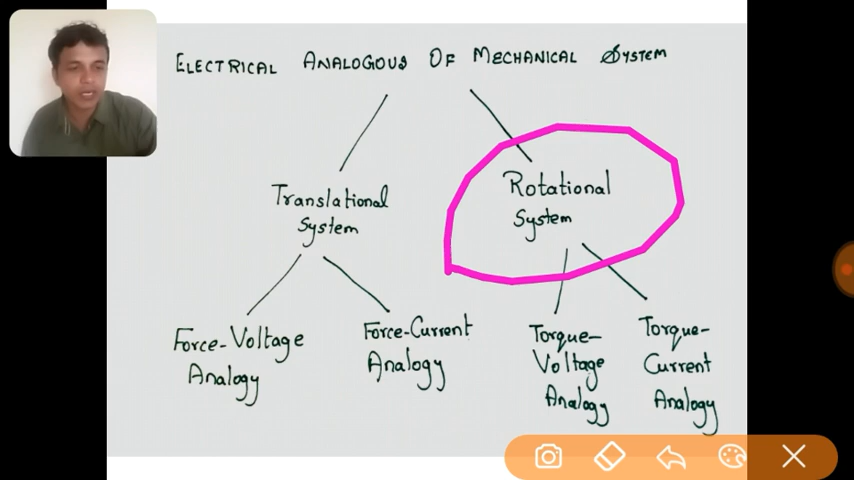 ELECTRICAL ANALOGOUS OF MECHANICAL SYSTEM
Translational
System
Rotational
System
Force-Voltage
Analogy
Force-Current
Analogy
Torque-
Voltage
Analogy
Torque-
Current
Analogy